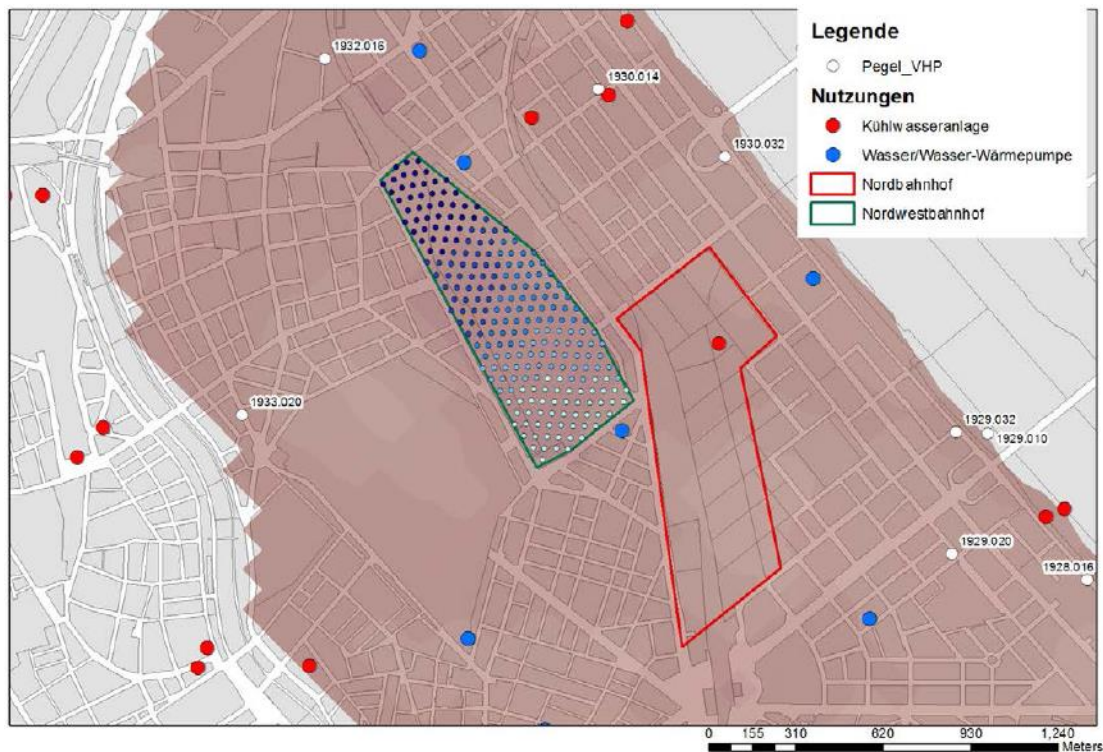 Legende
Pegel_VHP
Nutzungen
Kühlwasseranlage
Wasser/Wasser-Wärmepumpe
Nordbahnhof
Nordwestbahnhof
1932.016
1930.014
1930.032
1933.020
1929.032
1929.010
1929.020
1928.016
0 155 310 620 930 1,240
Meters